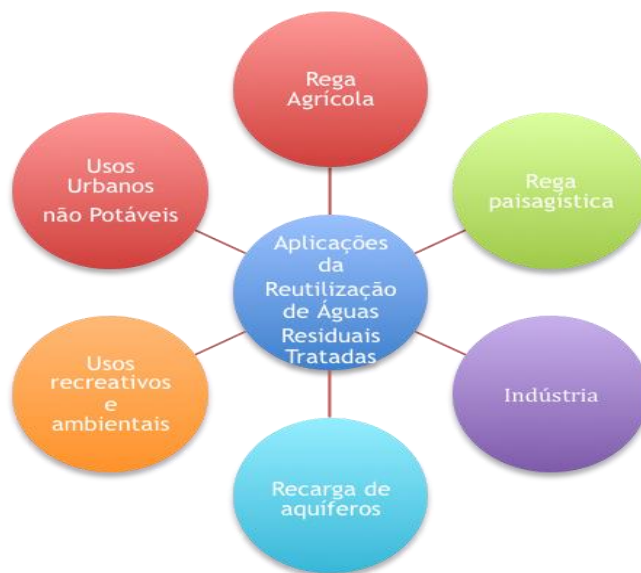 Rega
Agrícola
Usos
Urbanos
não Potáveis
Rega
paisagística
Aplicações
da
Reutilização
de Águas
Residuais
Tratadas
Usos
recreativos
e
ambientais
Indústria
Recarga de
aquíferos